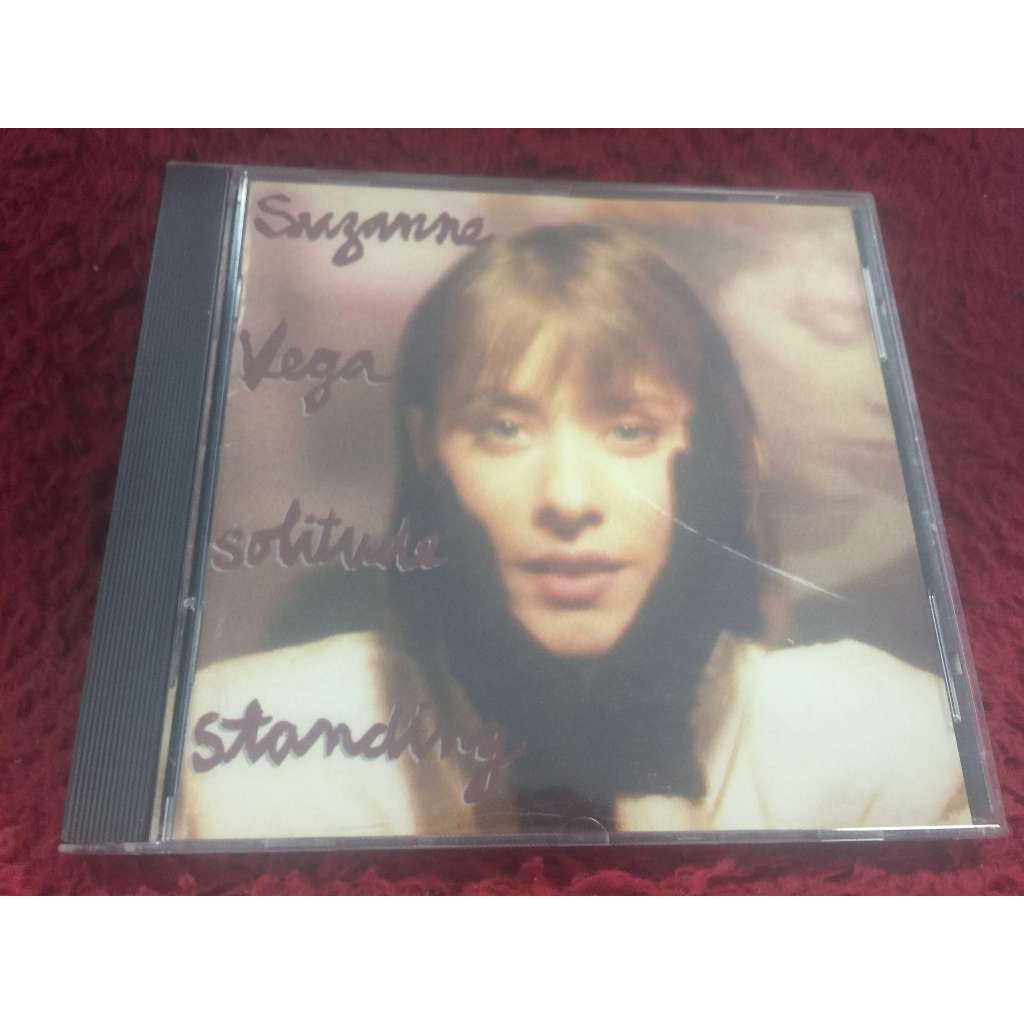 Suzanne
Vega
solitude
standing